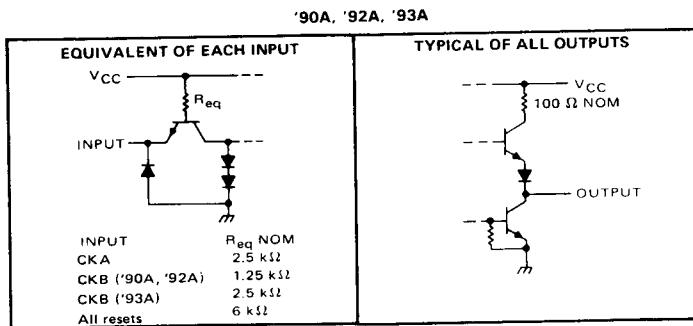 '90A, '92A, '93A
EQUIVALENT OF EACH INPUT
VCC
Req
INPUT
INPUT Req NOM
CKA 2.5 kΩ
CKB ('90A, '92A) 1.25 kΩ
CKB ('93A) 2.5 kΩ
All resets 6 kΩ
TYPICAL OF ALL OUTPUTS
VCC
100 Ω NOM
OUTPUT